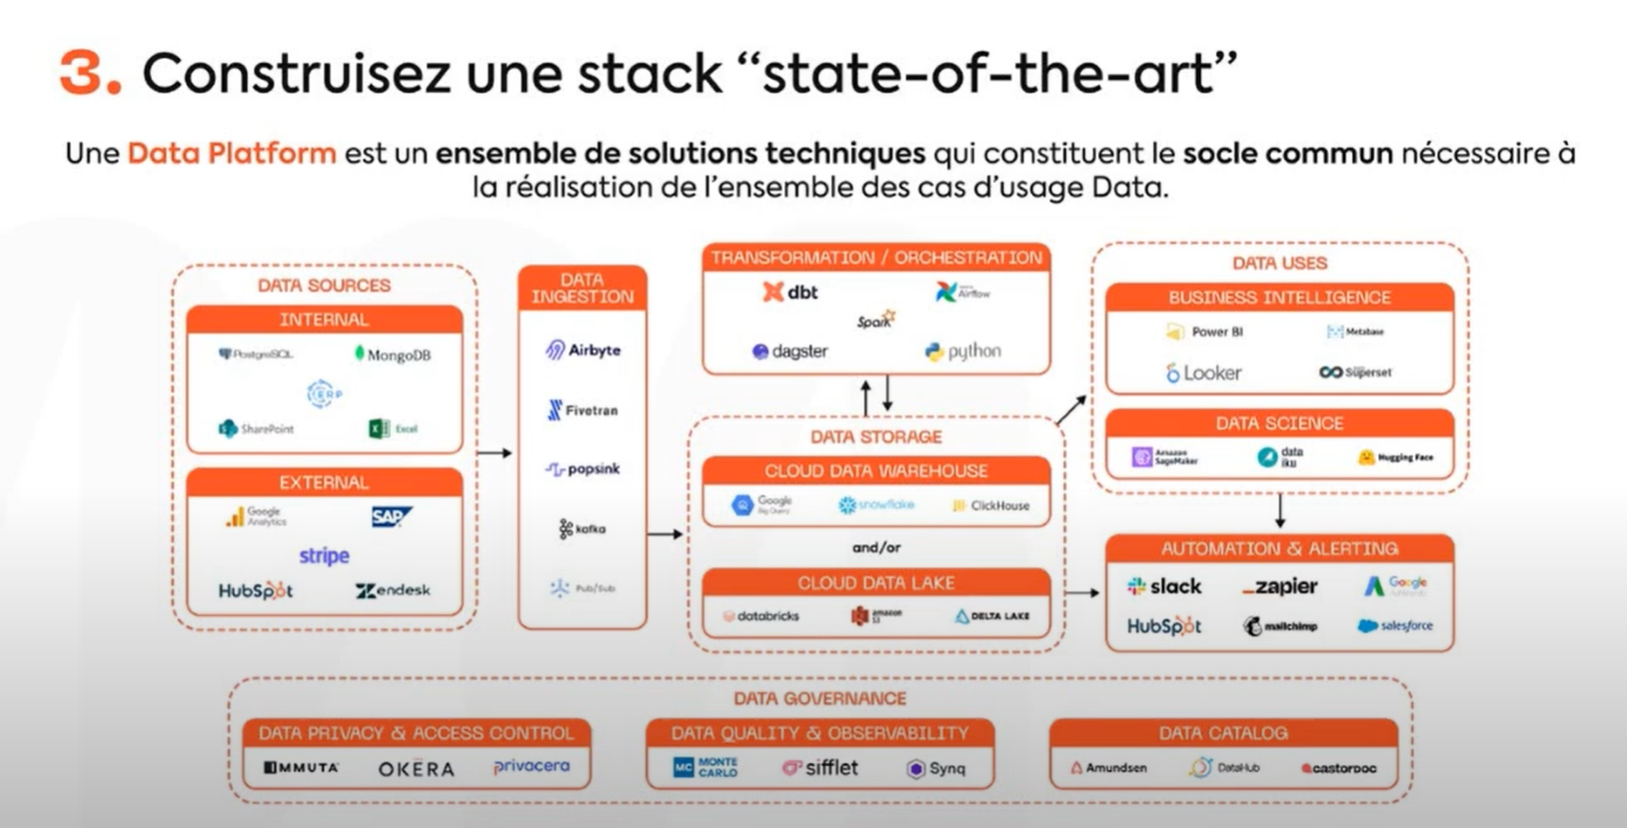 3. Construisez une stack “state-of-the-art”
Une Data Platform est un ensemble de solutions techniques qui constituent le socle commun nécessaire à
la réalisation de l’ensemble des cas d’usage Data.
DATA SOURCES
INTERNAL
PostgreSQL
MongoDB
ERP
SharePoint
Excel
EXTERNAL
Google Analytics
SAP
stripe
HubSpot
Zendesk
DATA
INGESTION
Airbyte
Fivetran
popsink
kafka
Pub/Sub
TRANSFORMATION / ORCHESTRATION
dbt
Airflow
Spark
dagster
python
DATA STORAGE
CLOUD DATA WAREHOUSE
Google
Big Query
snowflake
ClickHouse
and/or
CLOUD DATA LAKE
databricks
amazon
S3
DELTA LAKE
DATA USES
BUSINESS INTELLIGENCE
Power BI
Metabase
Looker
Superset
DATA SCIENCE
Amazon
SageMaker
data
iku
Hugging Face
AUTOMATION & ALERTING
slack
_zapier
Google
HubSpot
mailchimp
salesforce
DATA GOVERNANCE
DATA PRIVACY & ACCESS CONTROL
IMMUTA
OKERA
privacera
DATA QUALITY & OBSERVABILITY
MC
MONTE
CARLO
sifflet
Synq
DATA CATALOG
Amundsen
DataHub
castordoc